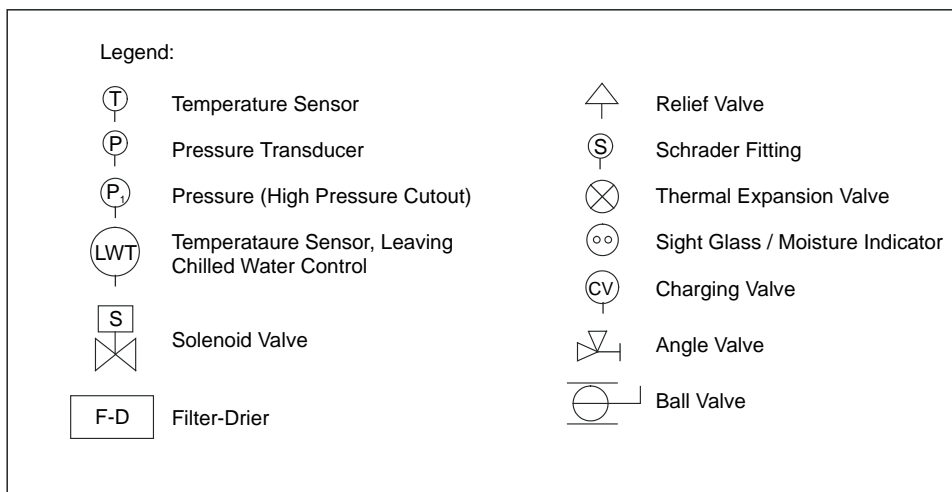 Legend:
T
Temperature Sensor
P
Pressure Transducer
P1
Pressure (High Pressure Cutout)
LWT
Temperataure Sensor, Leaving
Chilled Water Control
S
Solenoid Valve
F-D
Filter-Drier
Relief Valve
S
Schrader Fitting
Thermal Expansion Valve
Sight Glass / Moisture Indicator
CV
Charging Valve
Angle Valve
Ball Valve